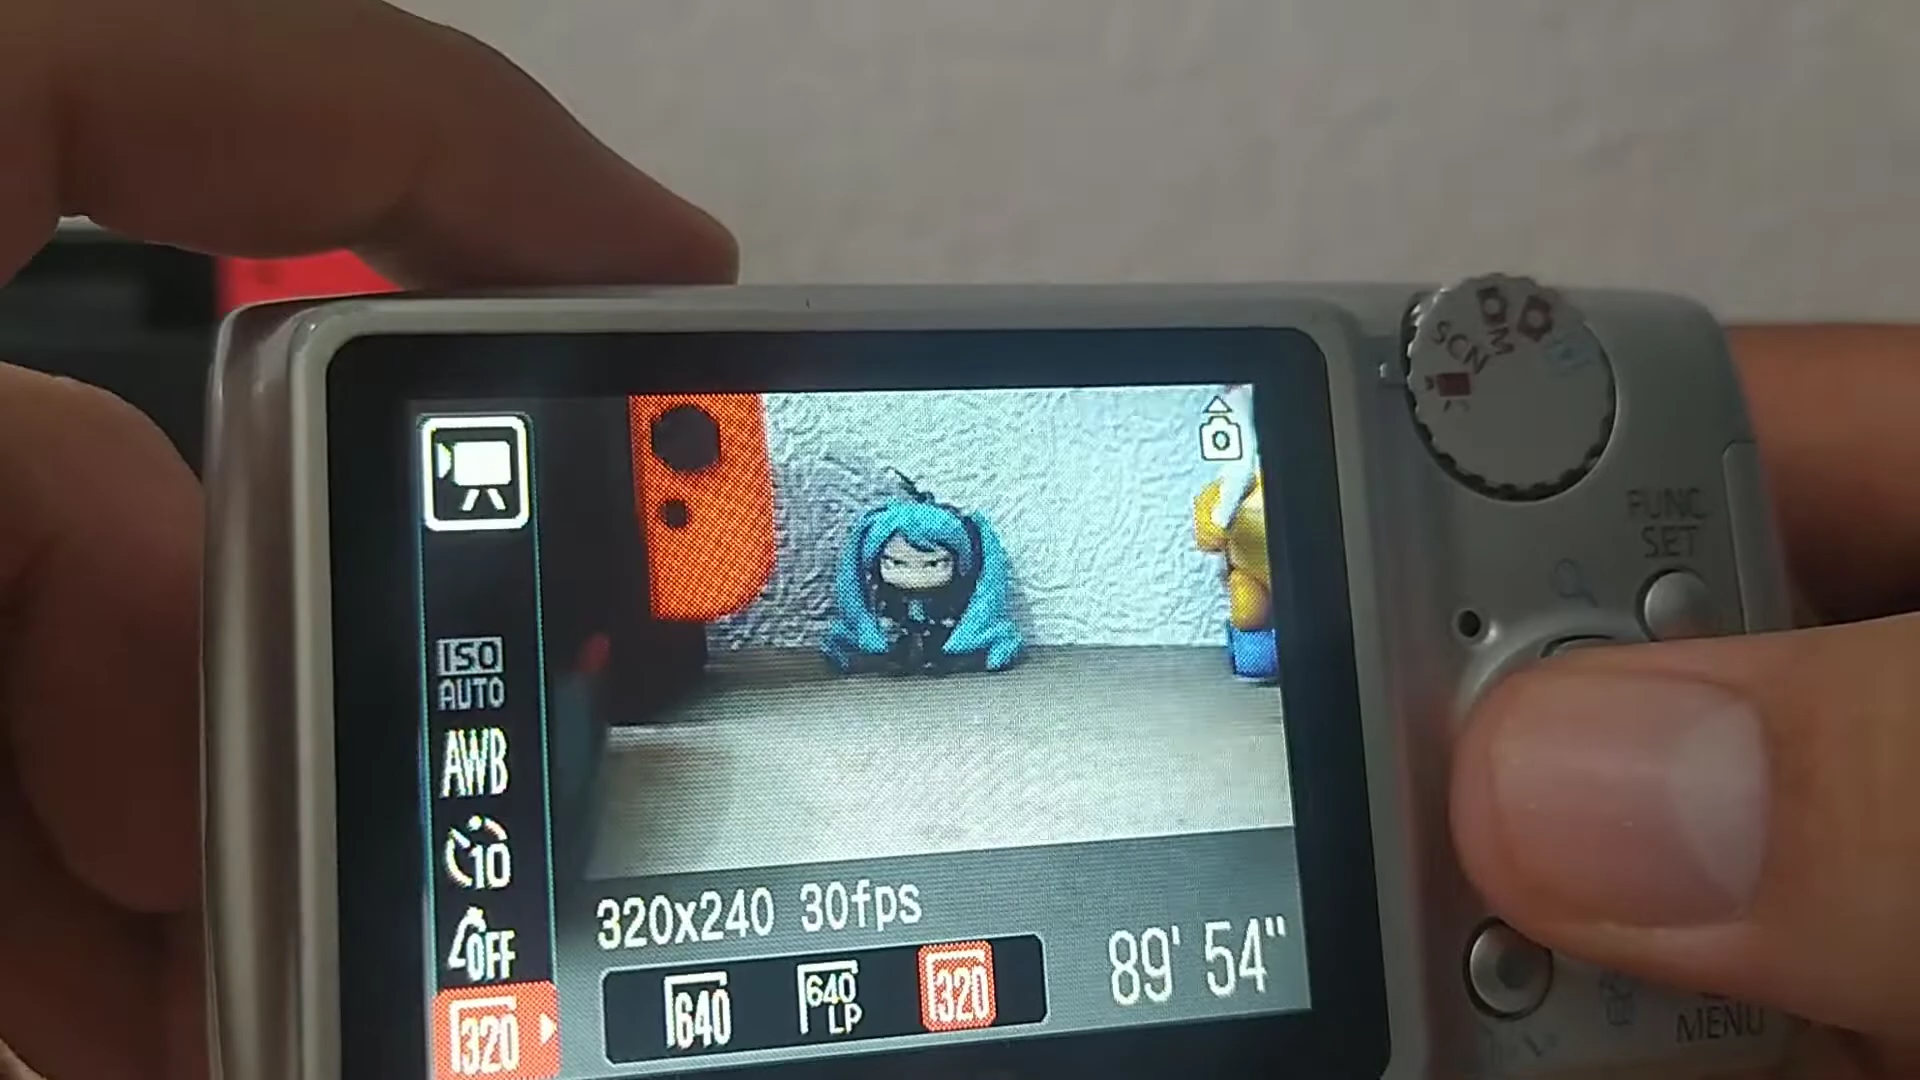 SCN
M
FUNC.
SET
ISO
AUTO
AWB
10
OFF
320
320x240 30fps
640
640
LP
320
89' 54"
MENU